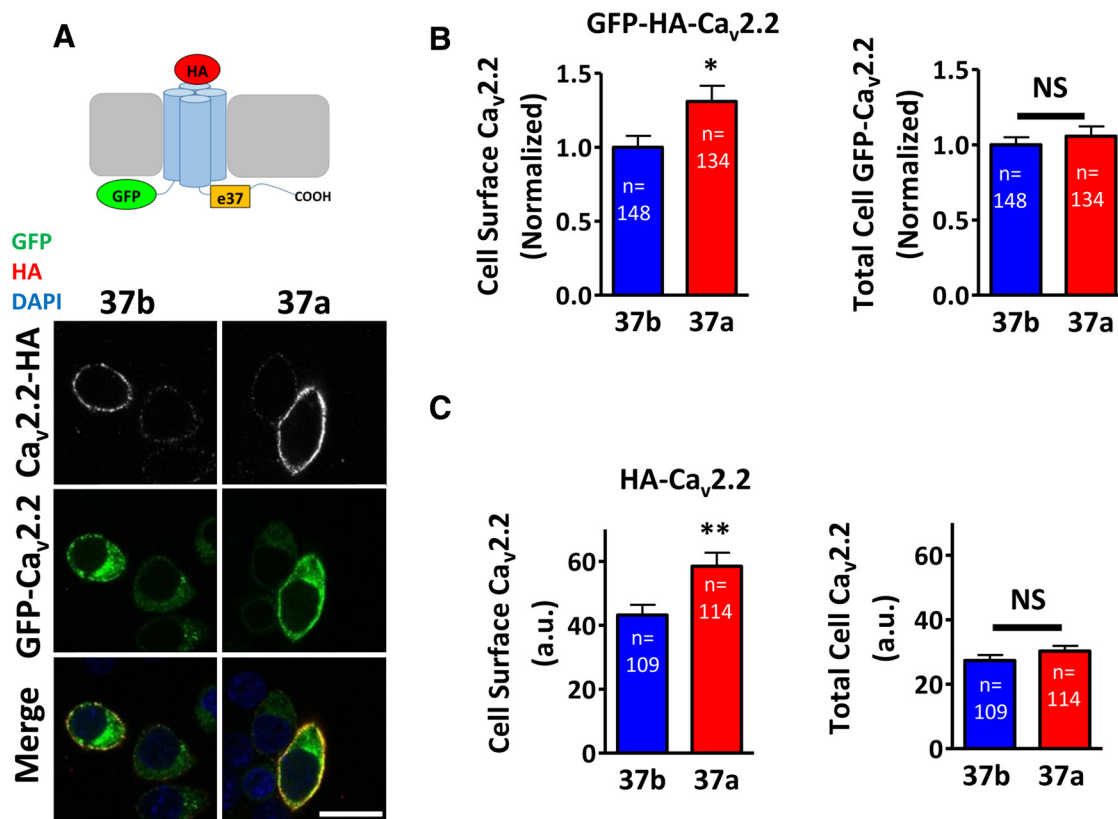 A
HA
GFP
e37
COOH
GFP
HA
DAPI
37b
37a
Cav2.2-HA
GFP-Cav2.2
Merge
B
GFP-HA-Cav2.2
Cell Surface Cav2.2
(Normalized)
1.5
1.0
0.5
0.0
*
n=
148
n=
134
37b
37a
Total Cell GFP-Cav2.2
(Normalized)
1.5
1.0
0.5
0.0
NS
n=
148
n=
134
37b
37a
C
HA-Cav2.2
Cell Surface Cav2.2
(a.u.)
60
40
20
0
**
n=
109
n=
114
37b
37a
Total Cell Cav2.2
(a.u.)
60
40
20
0
NS
n=
109
n=
114
37b
37a